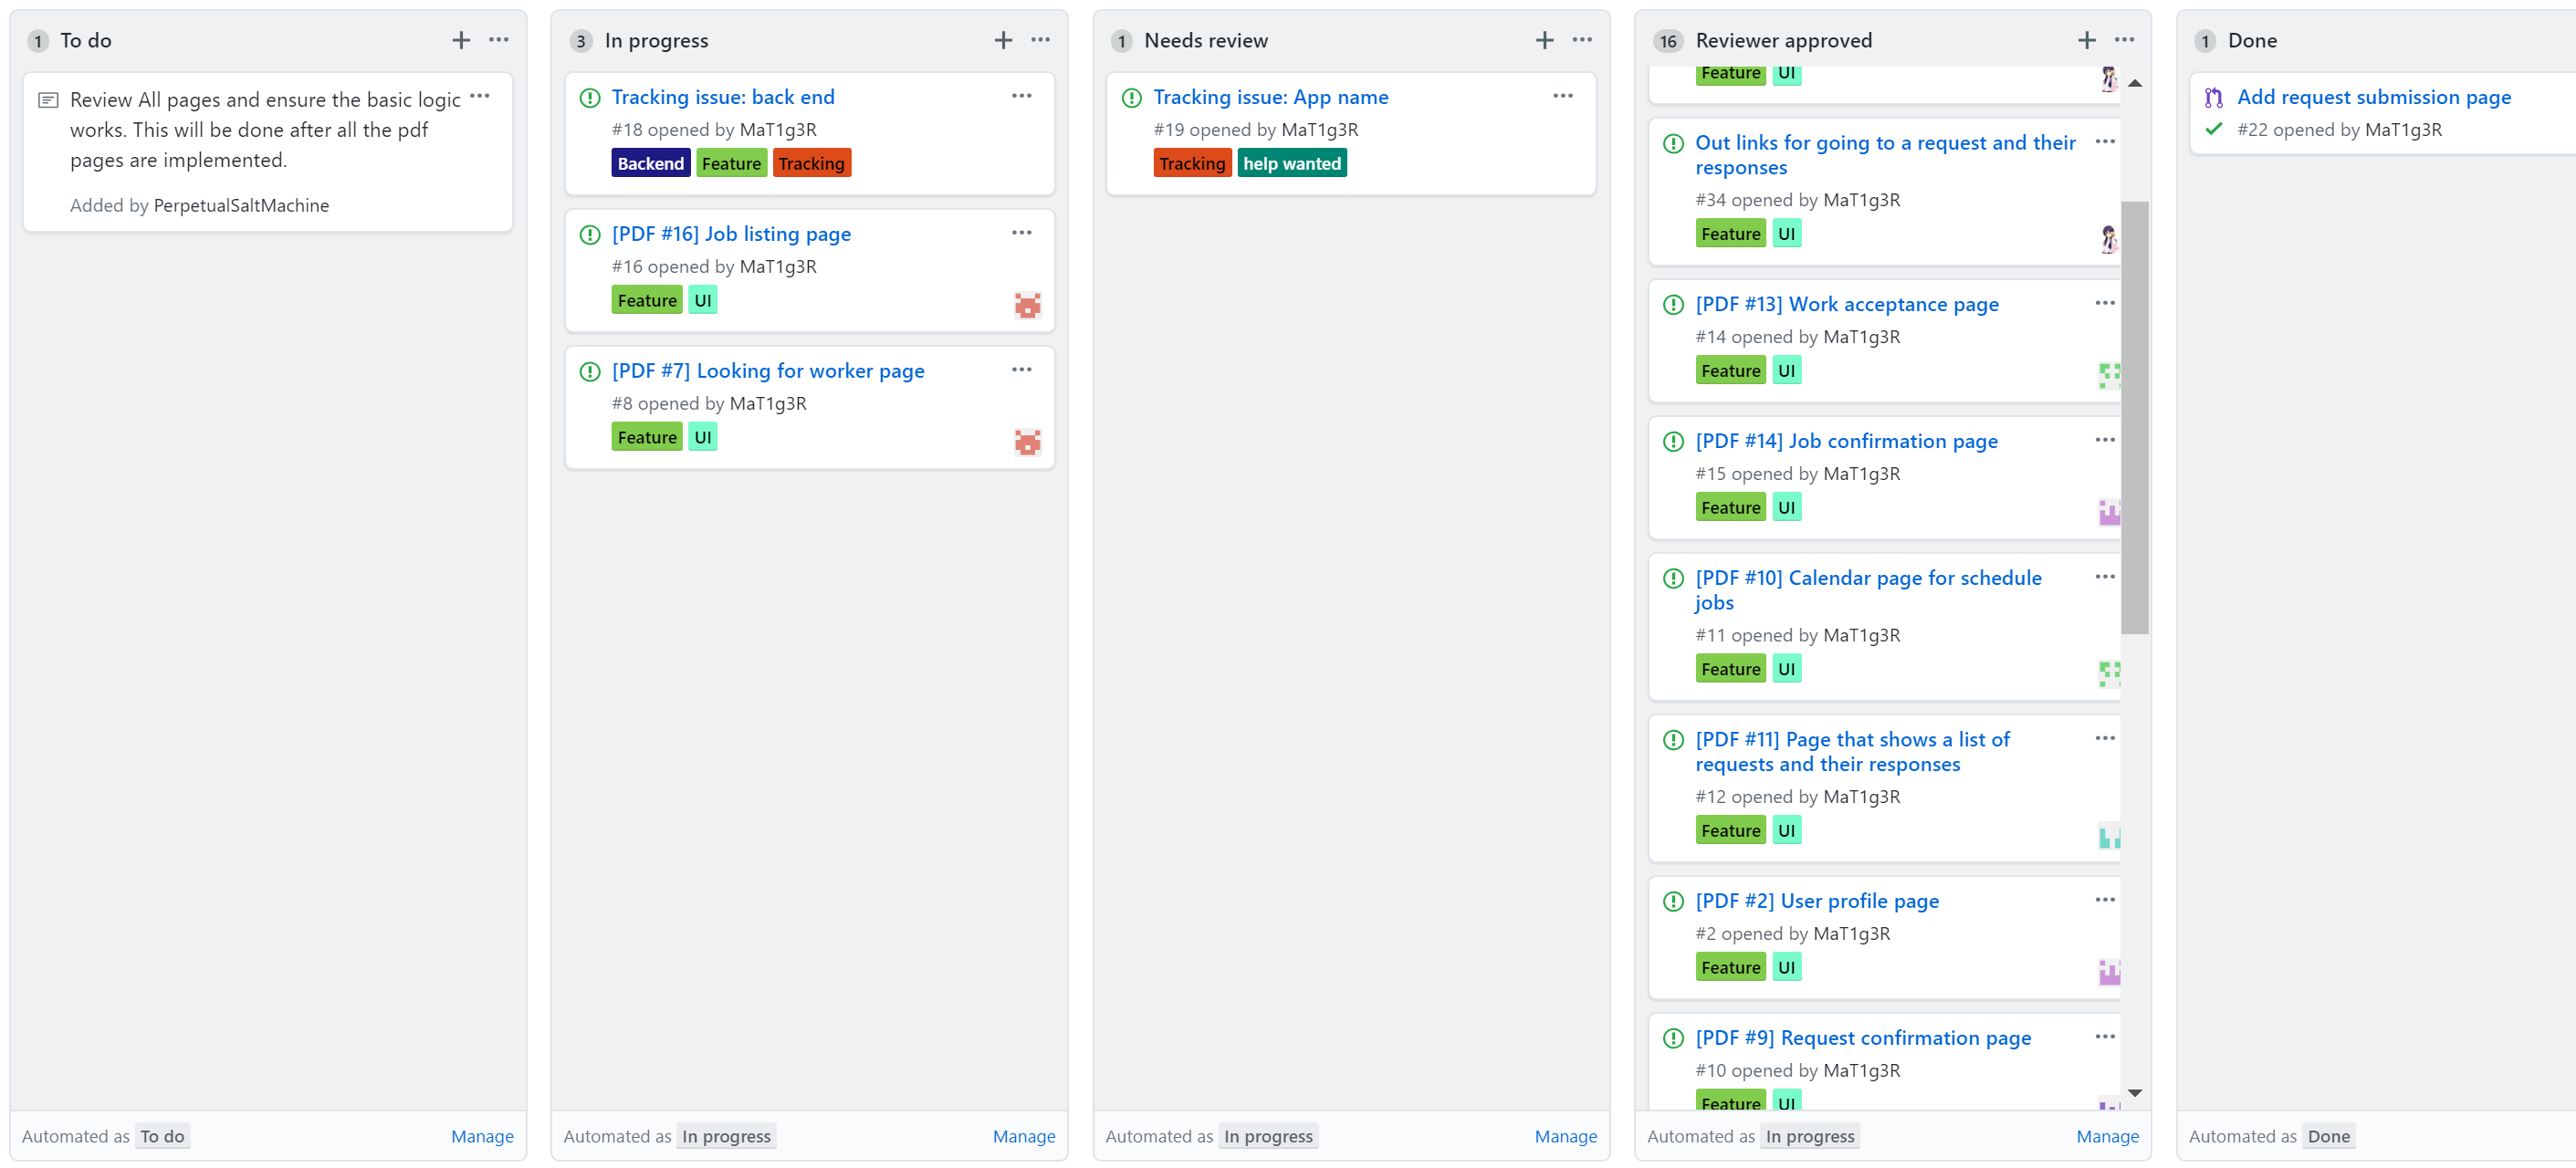 1 To do
Review All pages and ensure the basic logic
works. This will be done after all the pdf
pages are implemented.
Added by PerpetualSaltMachine
Automated as To do Manage
3 In progress
Tracking issue: back end
#18 opened by MaT1g3R
Backend Feature Tracking
[PDF #16] Job listing page
#16 opened by MaT1g3R
Feature UI
[PDF #7] Looking for worker page
#8 opened by MaT1g3R
Feature UI
Automated as In progress Manage
1 Needs review
Tracking issue: App name
#19 opened by MaT1g3R
Tracking help wanted
Automated as In progress Manage
16 Reviewer approved
Feature UI
Out links for going to a request and their
responses
#34 opened by MaT1g3R
Feature UI
[PDF #13] Work acceptance page
#14 opened by MaT1g3R
Feature UI
[PDF #14] Job confirmation page
#15 opened by MaT1g3R
Feature UI
[PDF #10] Calendar page for schedule
jobs
#11 opened by MaT1g3R
Feature UI
[PDF #11] Page that shows a list of
requests and their responses
#12 opened by MaT1g3R
Feature UI
[PDF #2] User profile page
#2 opened by MaT1g3R
Feature UI
[PDF #9] Request confirmation page
#10 opened by MaT1g3R
Feature UI
Automated as In progress Manage
1 Done
Add request submission page
#22 opened by MaT1g3R
Automated as Done